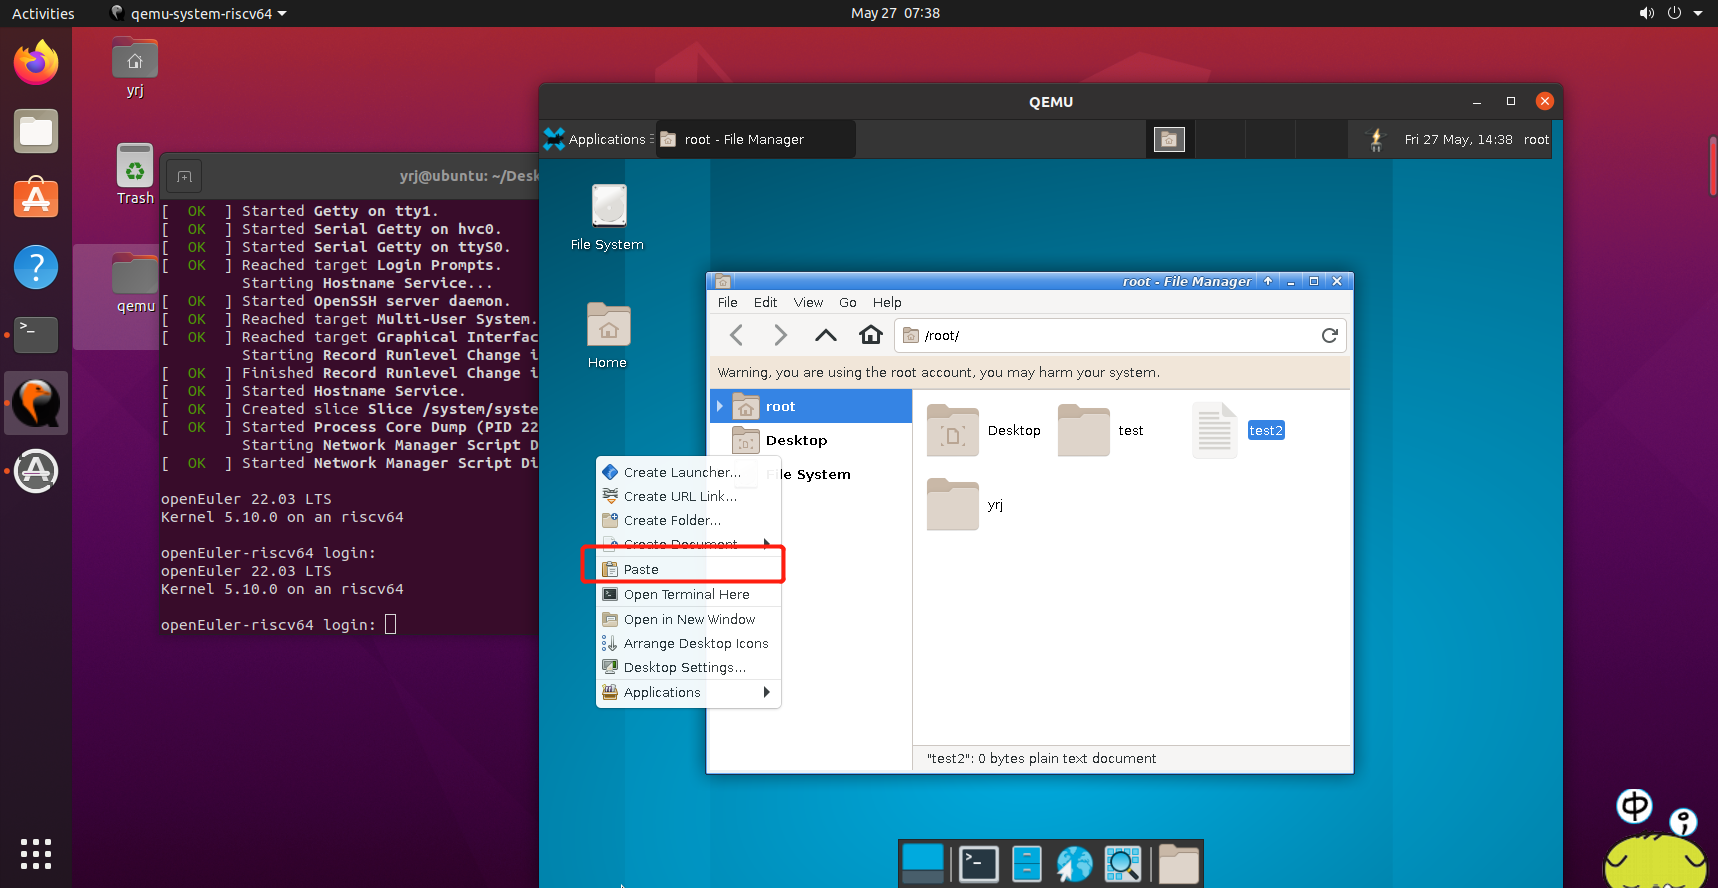 Activities
qemu-system-riscv64
May 27 07:38
yrj
Trash
qemu
yrj@ubuntu: ~/Desk
[  OK  ] Started Getty on tty1.
[  OK  ] Started Serial Getty on hvc0.
[  OK  ] Started Serial Getty on ttyS0.
[  OK  ] Reached target Login Prompts.
Starting Hostname Service...
[  OK  ] Started OpenSSH server daemon.
[  OK  ] Reached target Multi-User System.
[  OK  ] Reached target Graphical Interfac
Starting Record Runlevel Change i
[  OK  ] Finished Record Runlevel Change i
[  OK  ] Started Hostname Service.
[  OK  ] Created slice Slice /system/syste
[  OK  ] Started Process Core Dump (PID 22
Starting Network Manager Script D
[  OK  ] Started Network Manager Script Di
openEuler 22.03 LTS
Kernel 5.10.0 on an riscv64
openEuler-riscv64 login:
openEuler 22.03 LTS
Kernel 5.10.0 on an riscv64
openEuler-riscv64 login:
QEMU
Applications
root - File Manager
Fri 27 May, 14:38
root
File System
Home
root - File Manager
File Edit View Go Help
/root/
Warning, you are using the root account, you may harm your system.
root
Desktop
File System
Desktop
test
test2
yrj
"test2": 0 bytes plain text document
Create Launcher...
Create URL Link...
Create Folder...
Create Document
Paste
Open Terminal Here
Open in New Window
Arrange Desktop Icons
Desktop Settings...
Applications
中
;